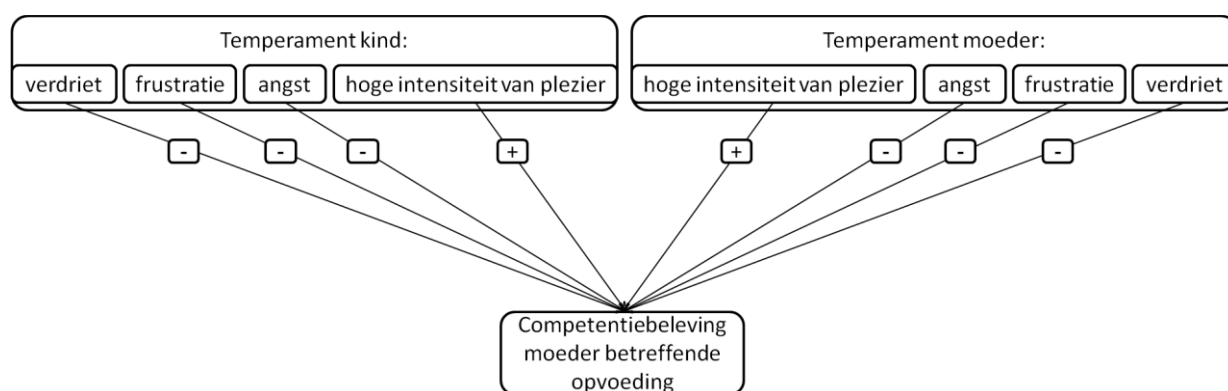 Temperament kind:
verdriet
frustratie
angst
hoge intensiteit van plezier
Temperament moeder:
hoge intensiteit van plezier
angst
frustratie
verdriet
-
-
-
+
+
-
-
-
Competentiebeleving
moeder betreffende
opvoeding